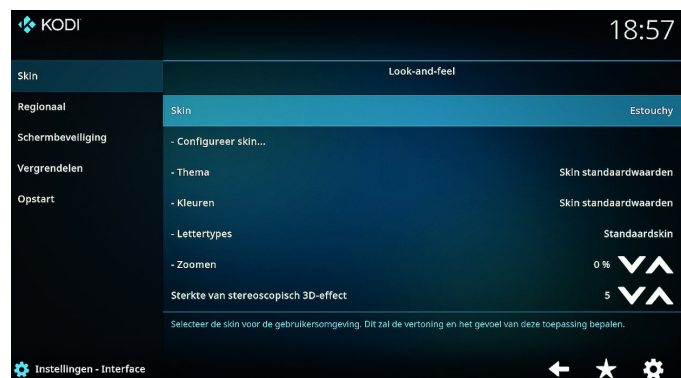 KODI
18:57
Look-and-feel
Skin
Regionaal
Schermbeveiliging
Vergrendelen
Opstart
Skin Estouchy
- Configureer skin...
- Thema Skin standaardwaarden
- Kleuren Skin standaardwaarden
- Lettertypes Standaardskin
- Zoomen 0 %
Sterkte van stereoscopisch 3D-effect 5
Selecteer de skin voor de gebruikersomgeving. Dit zal de vertoning en het gevoel van deze toepassing bepalen.
Instellingen - Interface